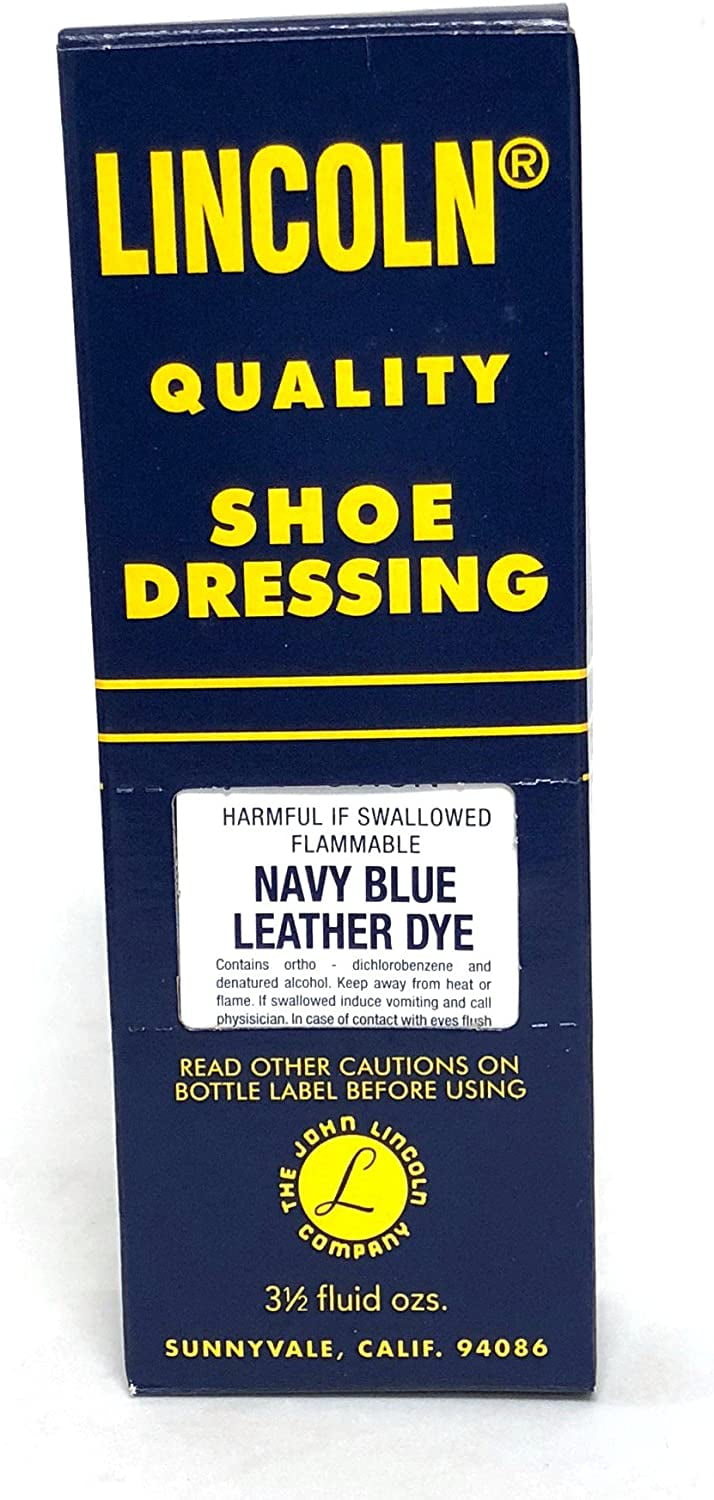 LINCOLN®
QUALITY
SHOE
DRESSING
HARMFUL IF SWALLOWED
FLAMMABLE
NAVY BLUE
LEATHER DYE
Contains ortho - dichlorobenzene and
denatured alcohol. Keep away from heat or
flame. If swallowed induce vomiting and call
physisician. In case of contact with eyes flush
READ OTHER CAUTIONS ON
BOTTLE LABEL BEFORE USING
THE JOHN LINCOLN COMPANY
L
3½ fluid ozs.
SUNNYVALE, CALIF. 94086